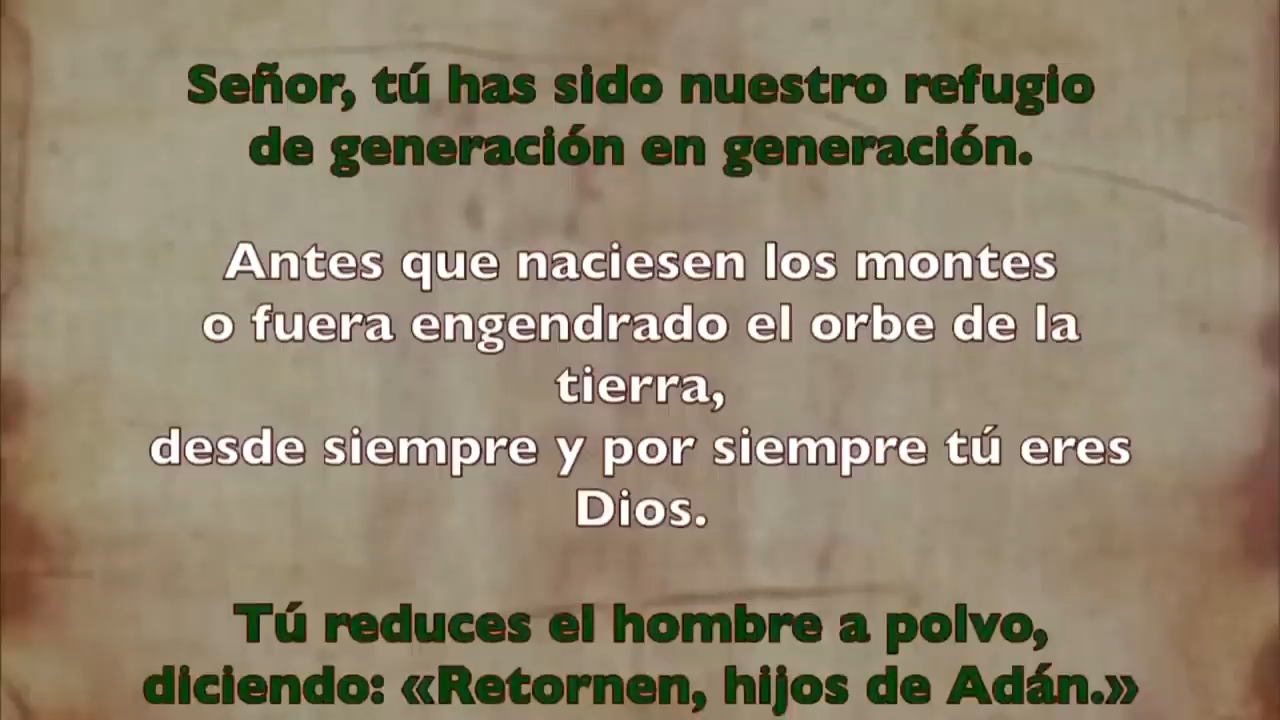 Señor, tú has sido nuestro refugio
de generación en generación.
Antes que naciesen los montes
o fuera engendrado el orbe de la
tierra,
desde siempre y por siempre tú eres
Dios.
Tú reduces el hombre a polvo,
diciendo: «Retornen, hijos de Adán.»